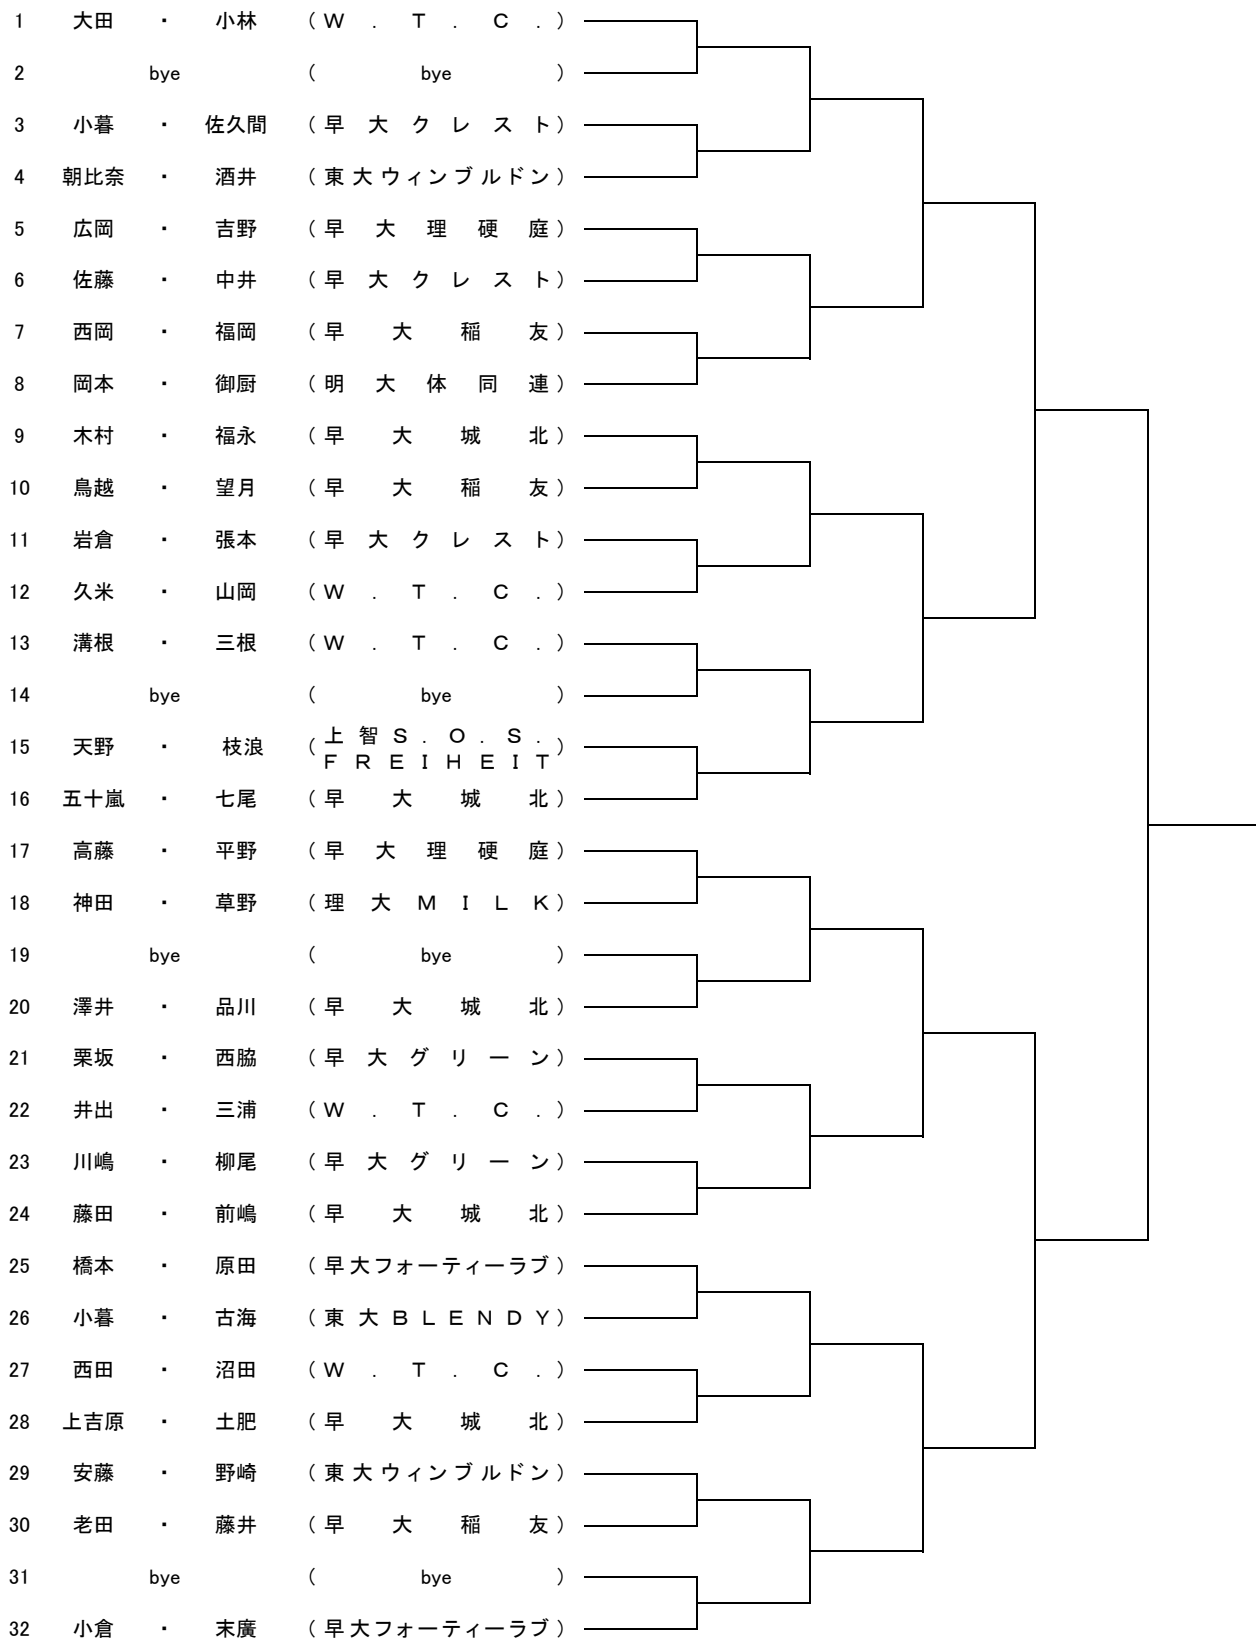 1 大田 ・ 小林 (W.T.C.)
2 bye (bye)
3 小暮 ・ 佐久間 (早大クレスト)
4 朝比奈 ・ 酒井 (東大ウィンブルドン)
5 広岡 ・ 吉野 (早大理硬庭)
6 佐藤 ・ 中井 (早大クレスト)
7 西岡 ・ 福岡 (早大稲友)
8 岡本 ・ 御厨 (明大体同連)
9 木村 ・ 福永 (早大城北)
10 鳥越 ・ 望月 (早大稲友)
11 岩倉 ・ 張本 (早大クレスト)
12 久米 ・ 山岡 (W.T.C.)
13 溝根 ・ 三根 (W.T.C.)
14 bye (bye)
15 天野 ・ 枝浪 (上智S.O.S.
FREIHEIT)
16 五十嵐 ・ 七尾 (早大城北)
17 高藤 ・ 平野 (早大理硬庭)
18 神田 ・ 草野 (理大MILK)
19 bye (bye)
20 澤井 ・ 品川 (早大城北)
21 栗坂 ・ 西脇 (早大グリーン)
22 井出 ・ 三浦 (W.T.C.)
23 川嶋 ・ 柳尾 (早大グリーン)
24 藤田 ・ 前嶋 (早大城北)
25 橋本 ・ 原田 (早大フォーティーラブ)
26 小暮 ・ 古海 (東大BLENDY)
27 西田 ・ 沼田 (W.T.C.)
28 上吉原 ・ 土肥 (早大城北)
29 安藤 ・ 野崎 (東大ウィンブルドン)
30 老田 ・ 藤井 (早大稲友)
31 bye (bye)
32 小倉 ・ 末廣 (早大フォーティーラブ)